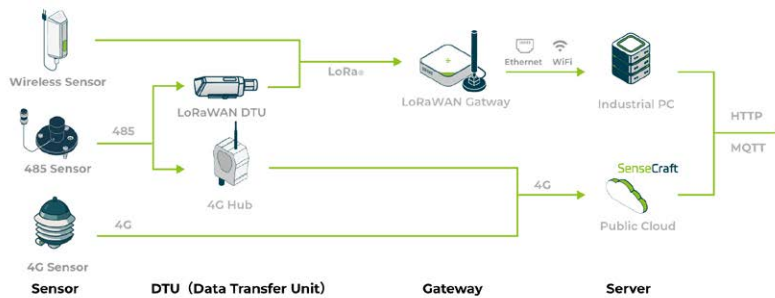 Wireless Sensor
LoRa®
LoRaWAN Gatway
Ethernet
WiFi
Industrial PC
LoRaWAN DTU
485
485 Sensor
4G Hub
4G
SenseCraft
Public Cloud
HTTP
MQTT
4G
4G Sensor
Sensor
DTU（Data Transfer Unit）
Gateway
Server